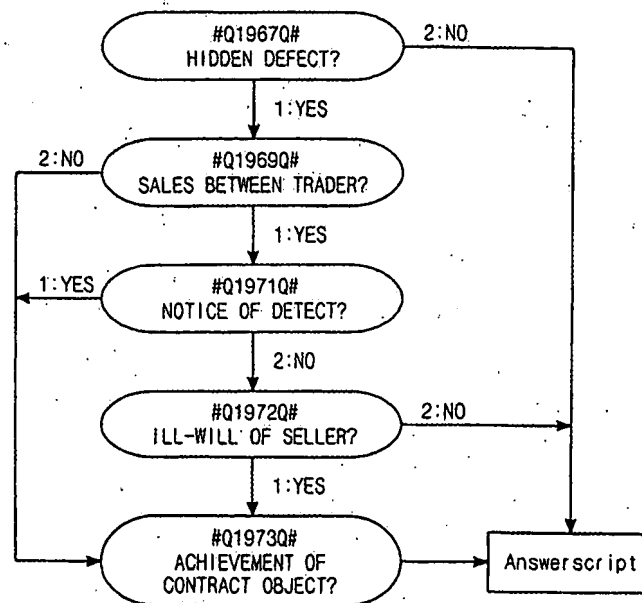 #Q1967Q#
HIDDEN DEFECT?
2:NO
1:YES
2:NO
#Q1969Q#
SALES BETWEEN TRADER?
1:YES
1:YES
#Q1971Q#
NOTICE OF DETECT?
2:NO
#Q1972Q#
ILL-WILL OF SELLER?
2:NO
1:YES
#Q1973Q#
ACHIEVEMENT OF
CONTRACT OBJECT?
Answerscript